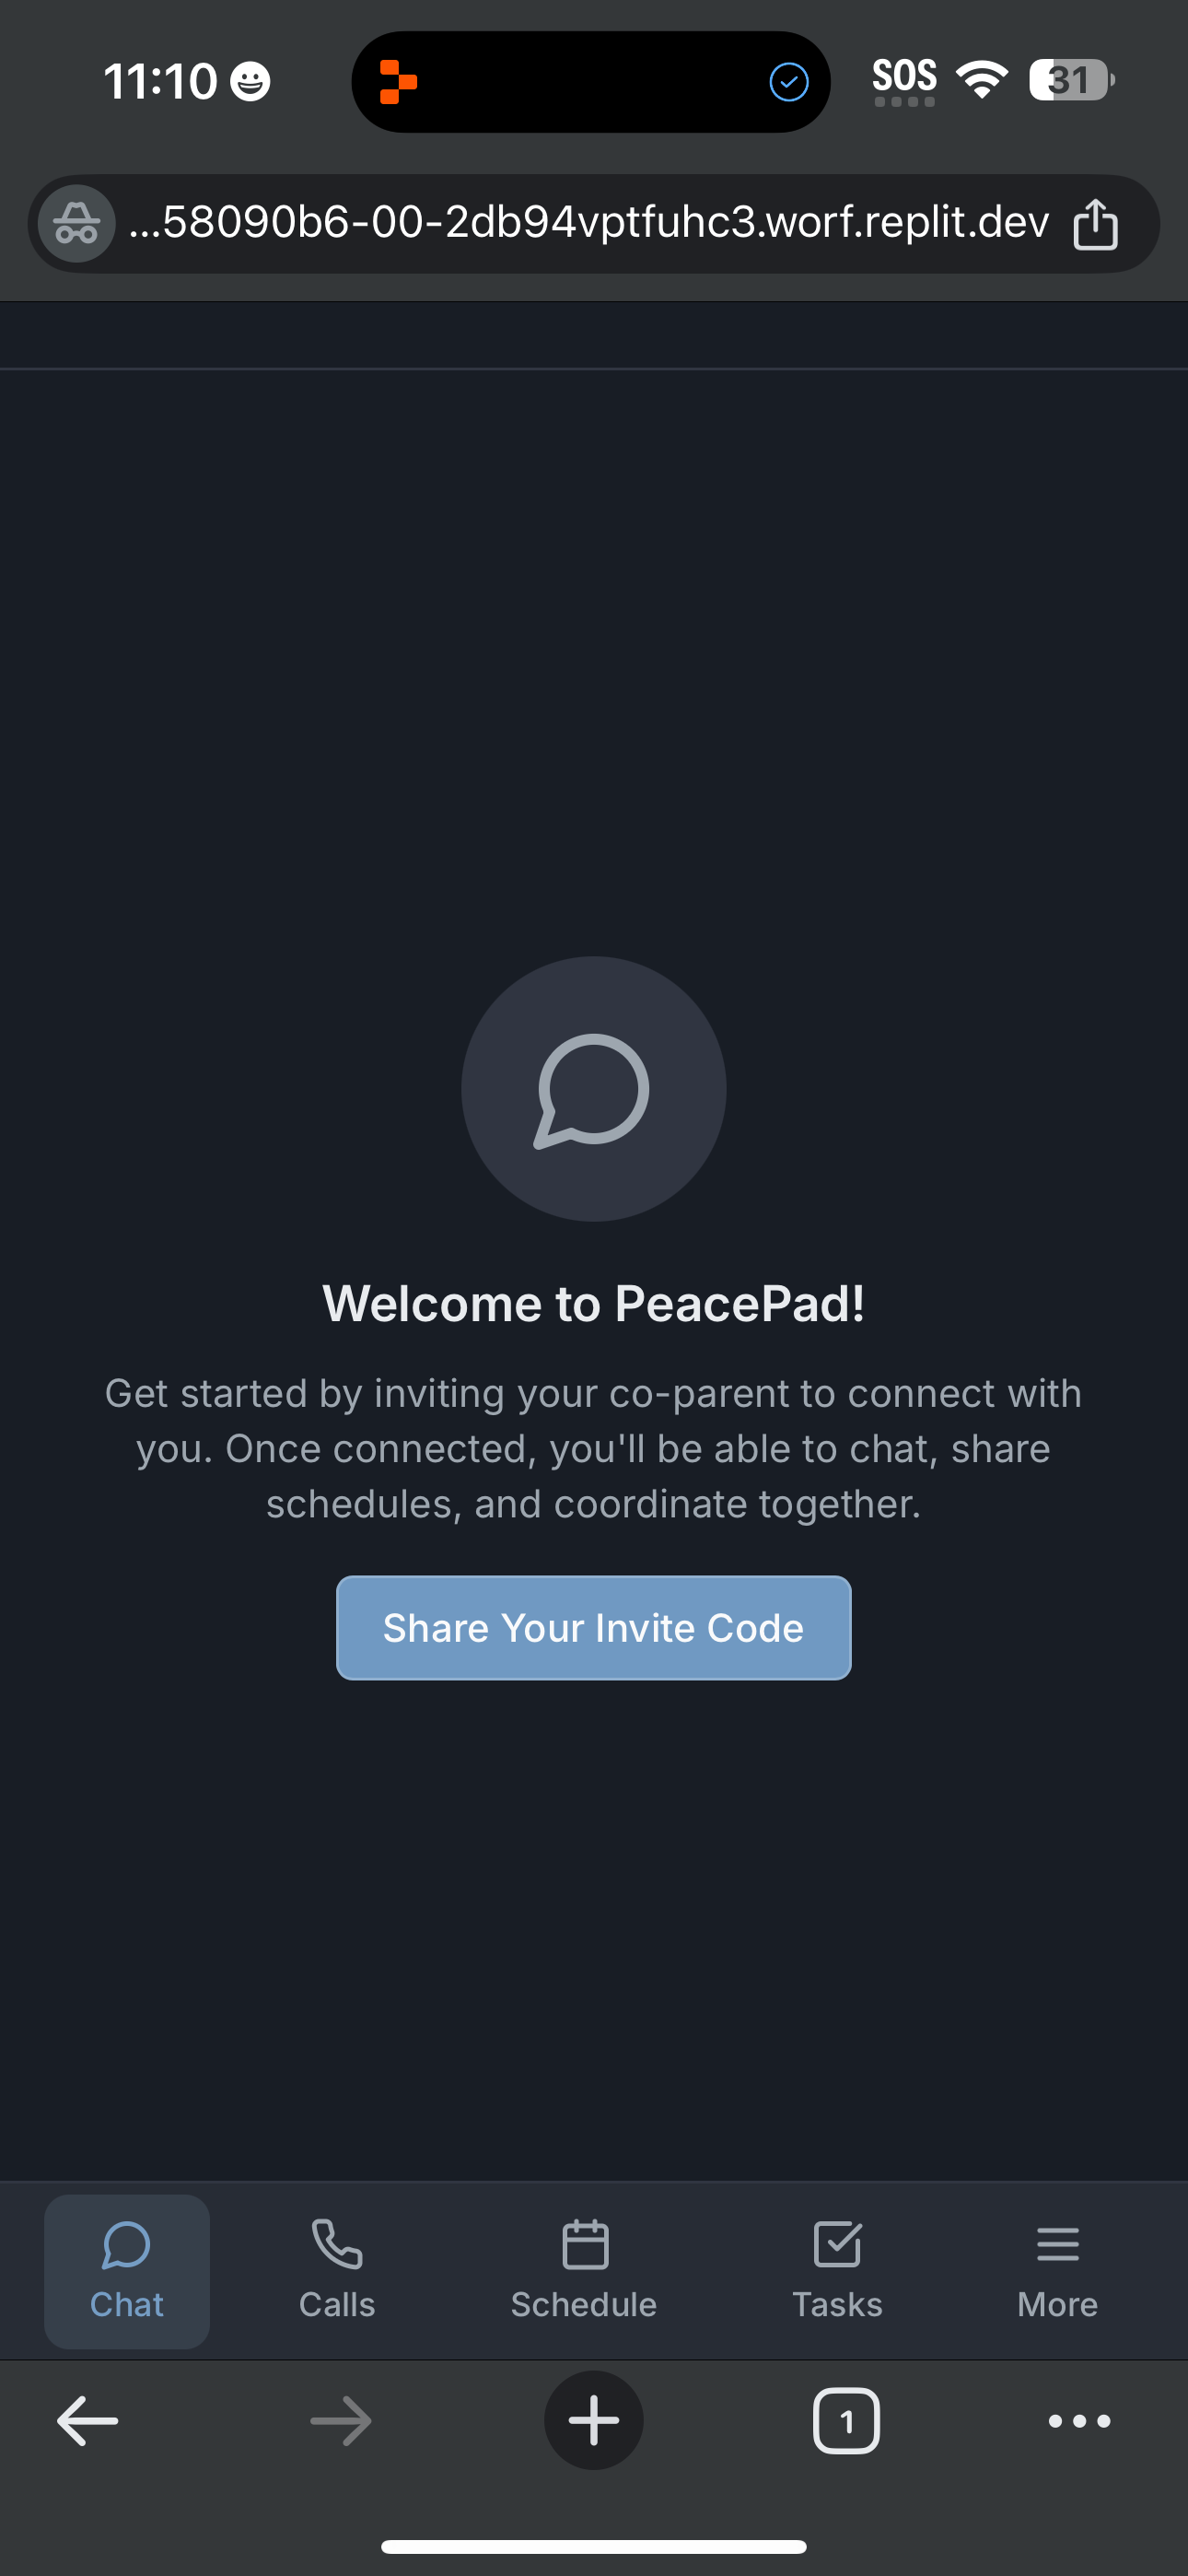 11:10
SOS
31
...58090b6-00-2db94vptfuhc3.worf.replit.dev
Welcome to PeacePad!
Get started by inviting your co-parent to connect with
you. Once connected, you'll be able to chat, share
schedules, and coordinate together.
Share Your Invite Code
Chat
Calls
Schedule
Tasks
More
1